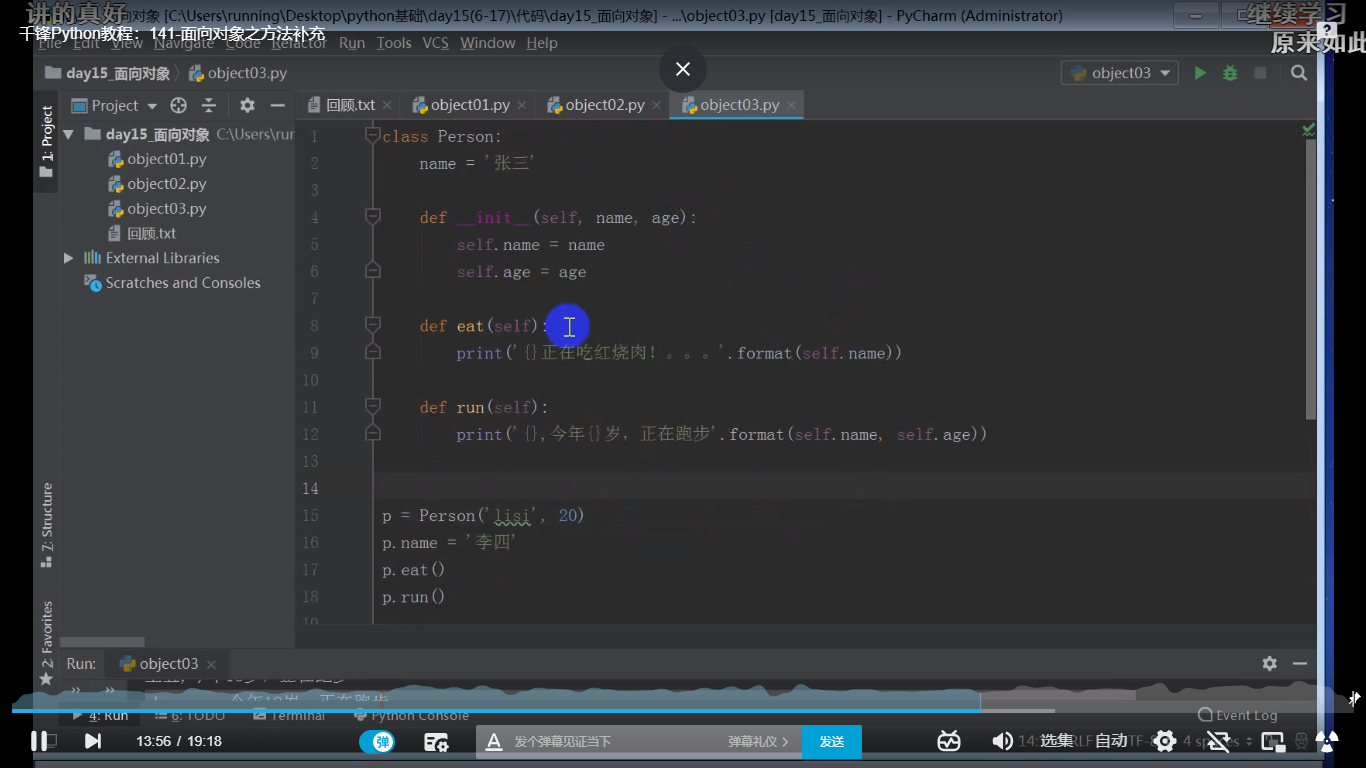 讲的真好
继续学习
day15_面向对象 [C:\Users\running\Desktop\python基础\day15(6-17)\代码\day15_面向对象] - ...\object03.py [day15_面向对象] - PyCharm (Administrator)
千锋Python教程：141-面向对象之方法补充
原来如此
File Edit View Navigate Code Refactor Run Tools VCS Window Help
day15_面向对象 object03.py
object03
Project
回顾.txt
object01.py
object02.py
object03.py
1: Project
day15_面向对象 C:\Users\run
object01.py
object02.py
object03.py
回顾.txt
External Libraries
Scratches and Consoles
1 class Person:
2     name = '张三'
3
4     def __init__(self, name, age):
5         self.name = name
6         self.age = age
7
8     def eat(self):
9         print('{}正在吃红烧肉！。。。'.format(self.name))
10
11     def run(self):
12         print('{},今年{}岁，正在跑步'.format(self.name, self.age))
13
14
15 p = Person('lisi', 20)
16 p.name = '李四'
17 p.eat()
18 p.run()
19
7: Structure
2: Favorites
Run: object03
4: Run 6: TODO Terminal Python Console Event Log
13:56 / 19:18
弹
发个弹幕见证当下
弹幕礼仪 >
发送
选集
自动